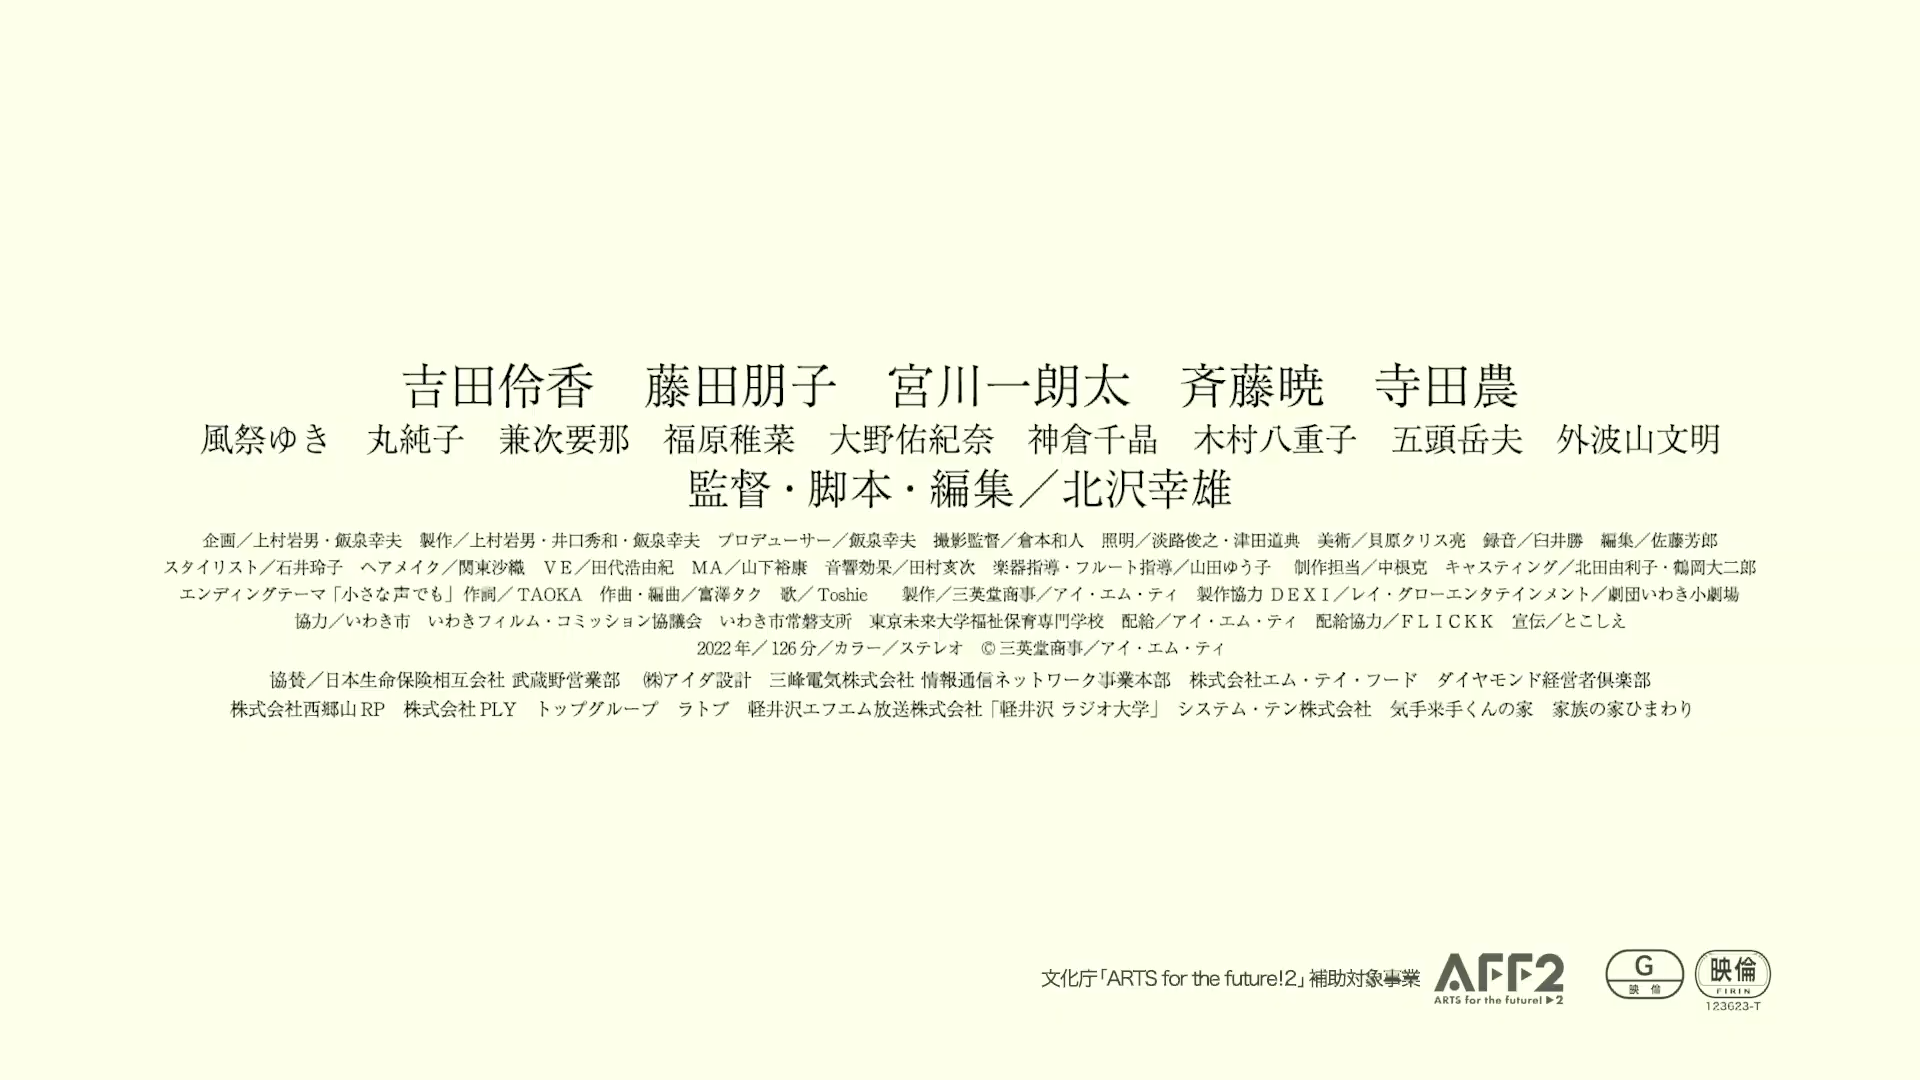 吉田伶香　藤田朋子　宮川一朗太　斉藤暁　寺田農
風祭ゆき　丸純子　兼次要那　福原稚菜　大野佑紀奈　神倉千晶　木村八重子　五頭岳夫　外波山文明
監督・脚本・編集／北沢幸雄
企画／上村岩男・飯泉幸夫　製作／上村岩男・井口秀和・飯泉幸夫　プロデューサー／飯泉幸夫　撮影監督／倉本和人　照明／淡路俊之・津田道典　美術／貝原クリス亮　録音／臼井勝　編集／佐藤芳郎
スタイリスト／石井玲子　ヘアメイク／関東沙織　ＶＥ／田代浩由紀　ＭＡ／山下裕康　音響効果／田村亥次　楽器指導・フルート指導／山田ゆう子　制作担当／中根克　キャスティング／北田由利子・鶴岡大二郎
エンディングテーマ「小さな声でも」作詞／TAOKA　作曲・編曲／富澤タク　歌／Toshie　製作／三英堂商事／アイ・エム・ティ　製作協力 ＤＥＸＩ／レイ・グローエンタテインメント／劇団いわき小劇場
協力／いわき市　いわきフィルム・コミッション協議会　いわき市常磐支所　東京未来大学福祉保育専門学校　配給／アイ・エム・ティ　配給協力／ＦＬＩＣＫＫ　宣伝／とこしえ
2022年／126分／カラー／ステレオ　©三英堂商事／アイ・エム・ティ
協賛／日本生命保険相互会社 武蔵野営業部　㈱アイダ設計　三峰電気株式会社 情報通信ネットワーク事業本部　株式会社エム・テイ・フード　ダイヤモンド経営者倶楽部
株式会社西郷山RP　株式会社PLY　トップグループ　ラトブ　軽井沢エフエム放送株式会社「軽井沢 ラジオ大学」　システム・テン株式会社　気手来手くんの家　家族の家ひまわり
文化庁「ARTS for the future!2」補助対象事業
AFF2
ARTS for the future! ▶2
G
映倫
映倫
FIRIN
123623-T